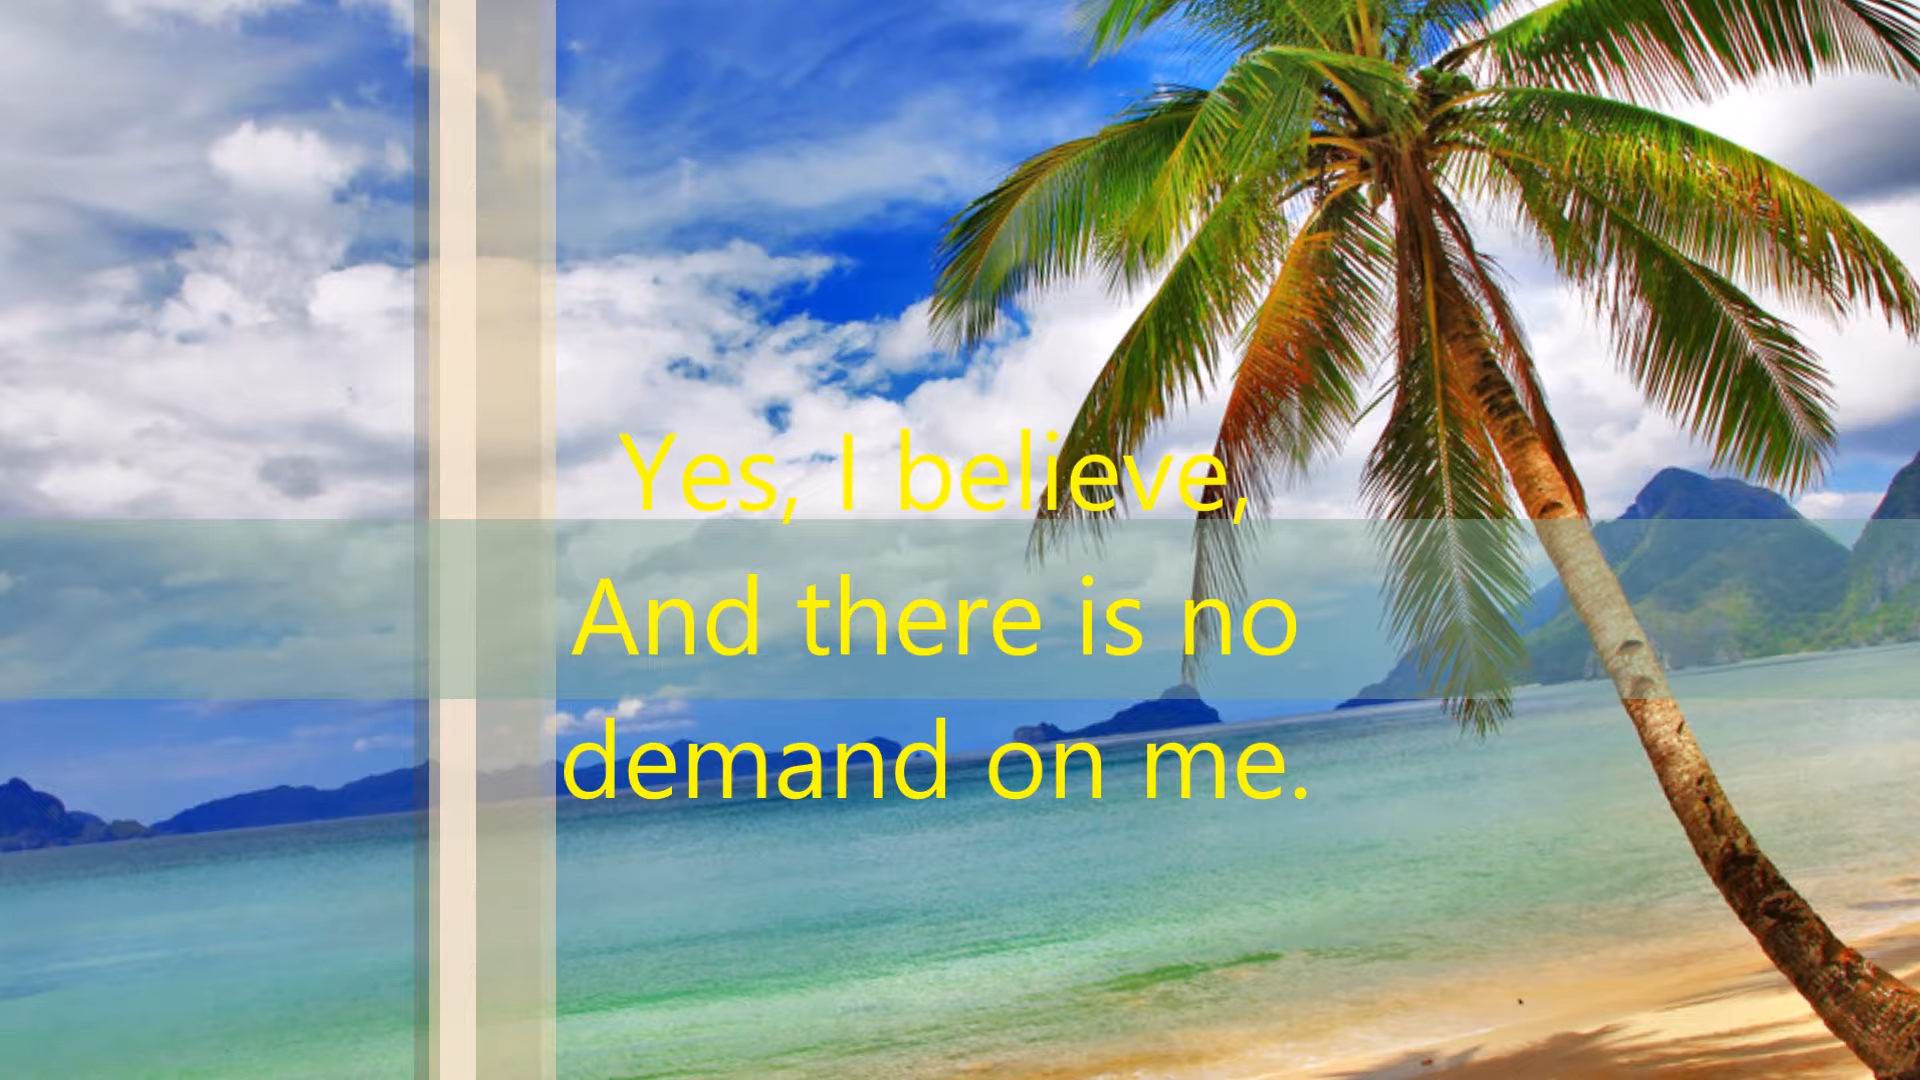 Yes, I believe,
And there is no
demand on me.